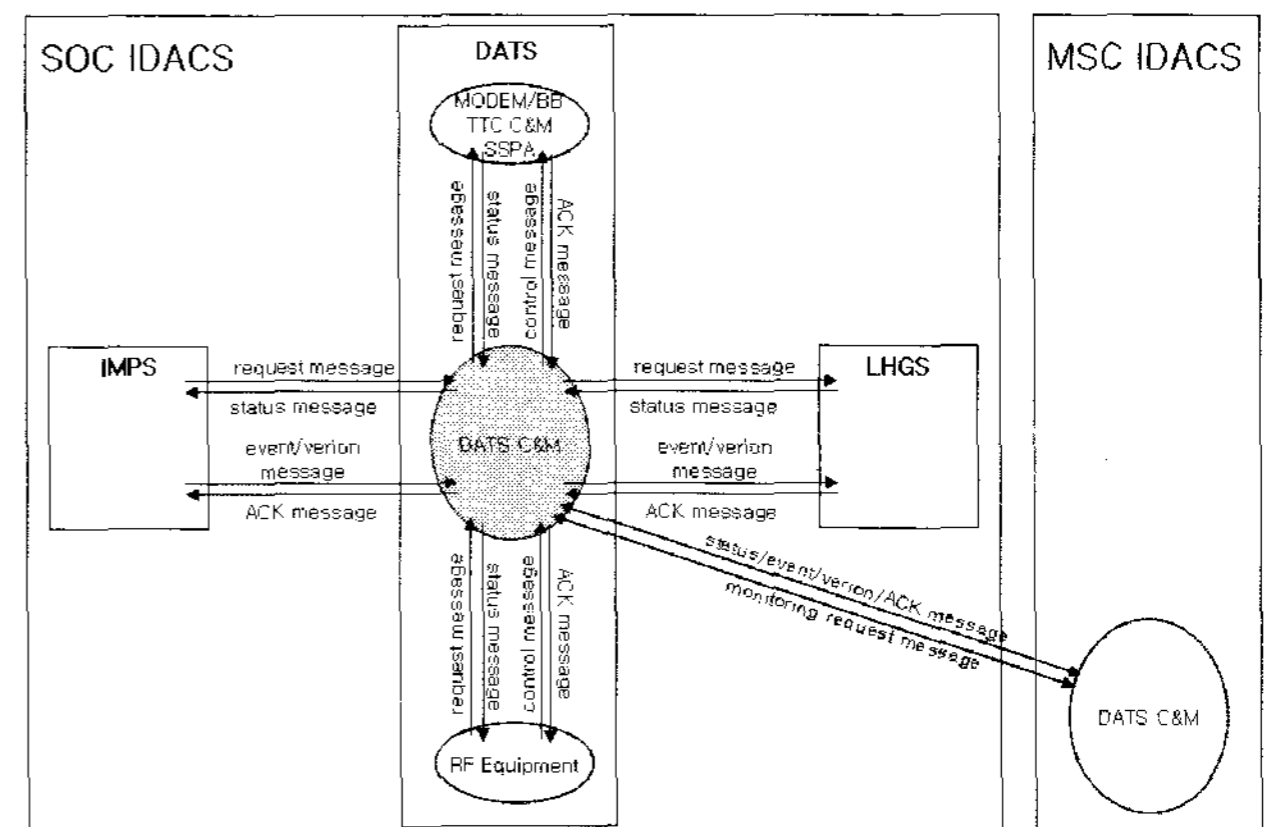 SOC IDACS
DATS
MSC IDACS
MODEM/BB
TTC C&M
SSPA
request message
status message
control message
ACK message
IMPS
request message
status message
event/verion
message
ACK message
DATS C&M
request message
status message
event/verion
message
ACK message
LHGS
status/event/verion/ACK message
monitoring request message
request message
status message
control message
ACK message
RF Equipment
DATS C&M